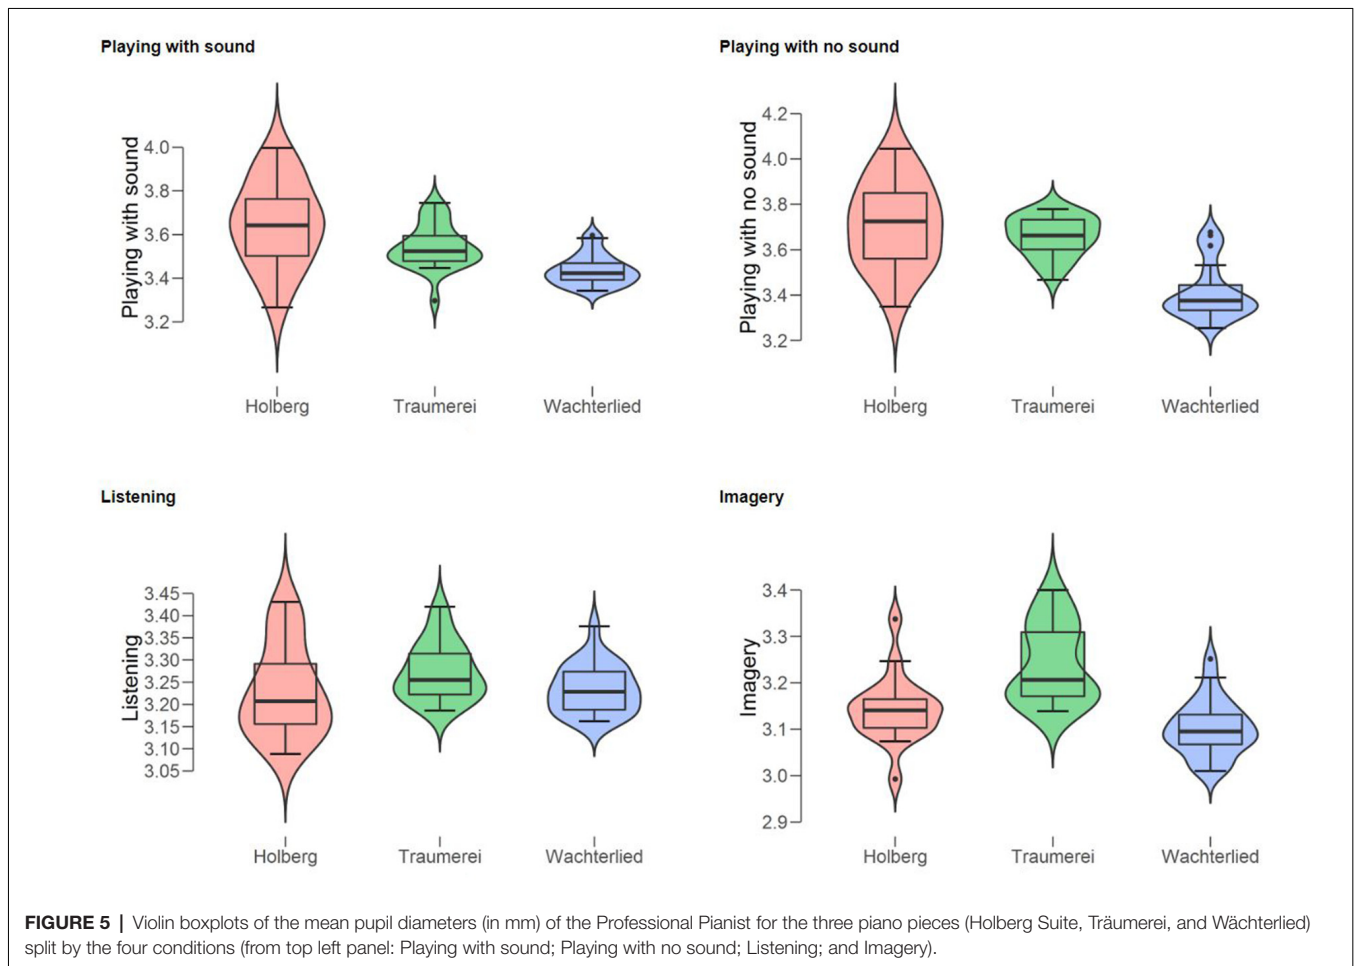 Playing with sound
Playing with sound
4.0
3.8
3.6
3.4
3.2
Holberg Traumerei Wachterlied
Playing with no sound
Playing with no sound
4.2
4.0
3.8
3.6
3.4
3.2
Holberg Traumerei Wachterlied
Listening
Listening
3.45
3.40
3.35
3.30
3.25
3.20
3.15
3.10
3.05
Holberg Traumerei Wachterlied
Imagery
Imagery
3.4
3.3
3.2
3.1
3.0
2.9
Holberg Traumerei Wachterlied
FIGURE 5 | Violin boxplots of the mean pupil diameters (in mm) of the Professional Pianist for the three piano pieces (Holberg Suite, Träumerei, and Wächterlied)
split by the four conditions (from top left panel: Playing with sound; Playing with no sound; Listening; and Imagery).